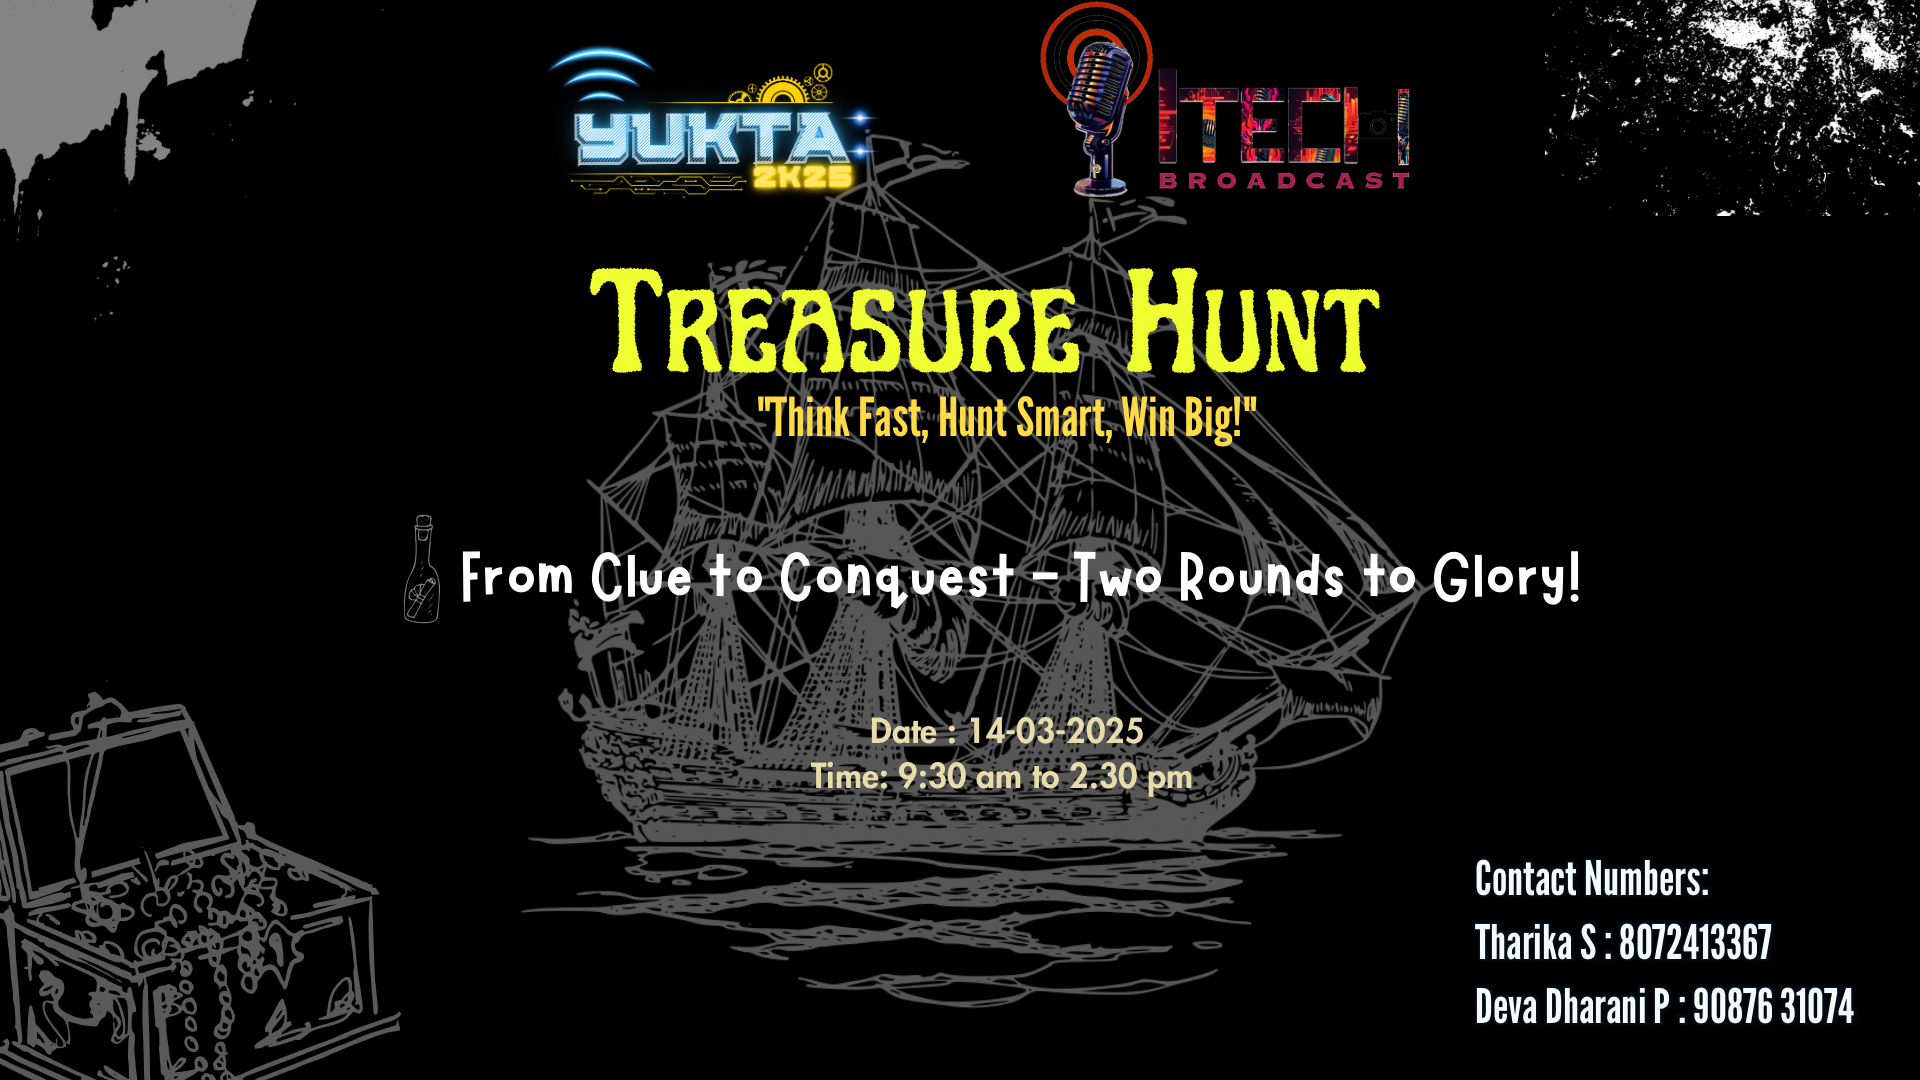 YUKTA
2K25
ITECH
BROADCAST
Treasure Hunt
"Think Fast, Hunt Smart, Win Big!"
From Clue to Conquest – Two Rounds to Glory!
Date : 14-03-2025
Time: 9:30 am to 2.30 pm
Contact Numbers:
Tharika S : 8072413367
Deva Dharani P : 90876 31074